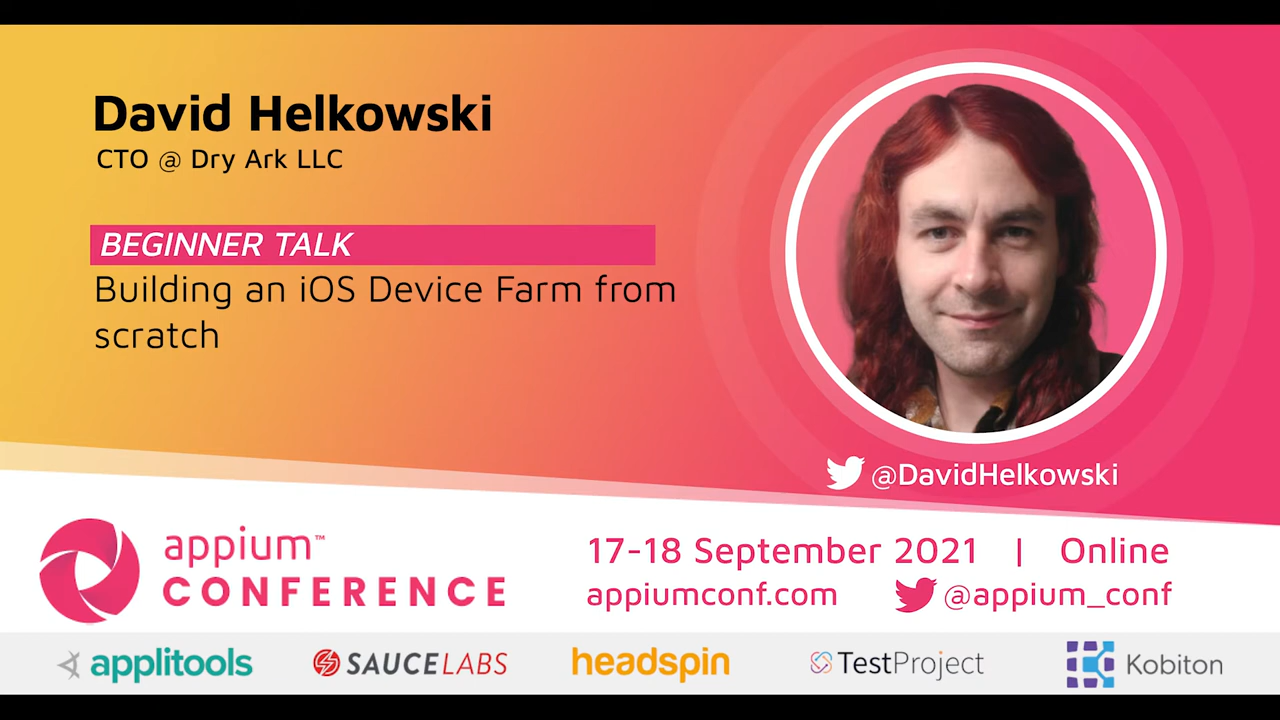 David Helkowski
CTO @ Dry Ark LLC
BEGINNER TALK
Building an iOS Device Farm from
scratch
@DavidHelkowski
appium™
CONFERENCE
17-18 September 2021 | Online
appiumconf.com @appium_conf
applitools SAUCELABS headspin TestProject Kobiton